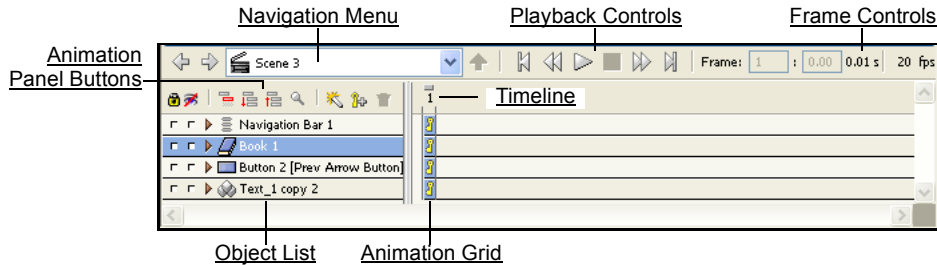 Navigation Menu
Playback Controls
Frame Controls
Animation
Panel Buttons
Scene 3
Frame: 1 : 0.00 0.01 s 20 fps
1
Timeline
Navigation Bar 1
Book 1
Button 2 [Prev Arrow Button]
Text_1 copy 2
Object List
Animation Grid